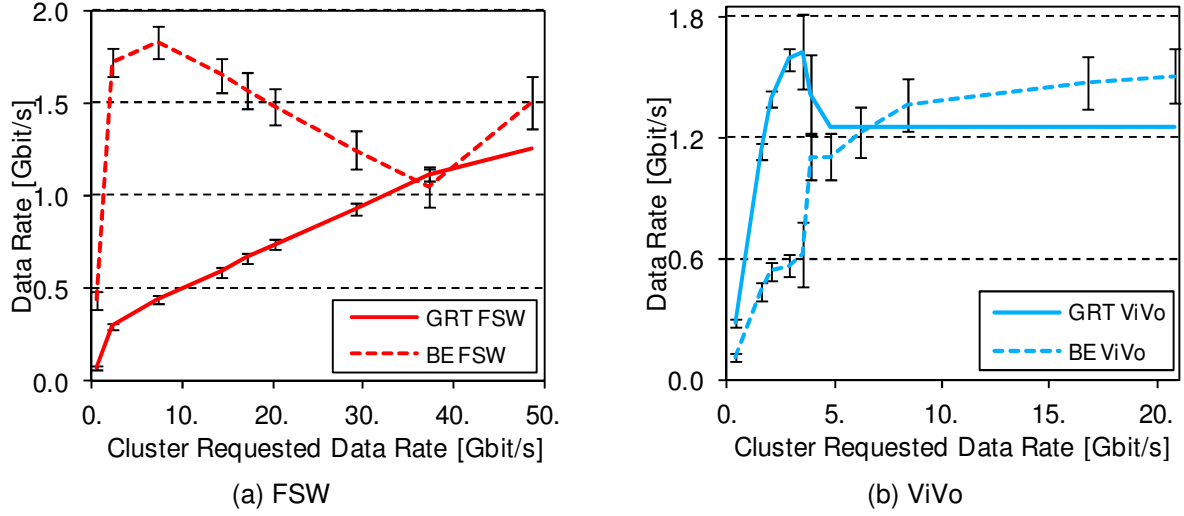 2.0
1.5
1.0
0.5
0.0
Data Rate [Gbit/s]
GRT FSW
BE FSW
0. 10. 20. 30. 40. 50.
Cluster Requested Data Rate [Gbit/s]
(a) FSW
1.8
1.2
0.6
0.0
Data Rate [Gbit/s]
GRT ViVo
BE ViVo
0. 5. 10. 15. 20.
Cluster Requested Data Rate [Gbit/s]
(b) ViVo